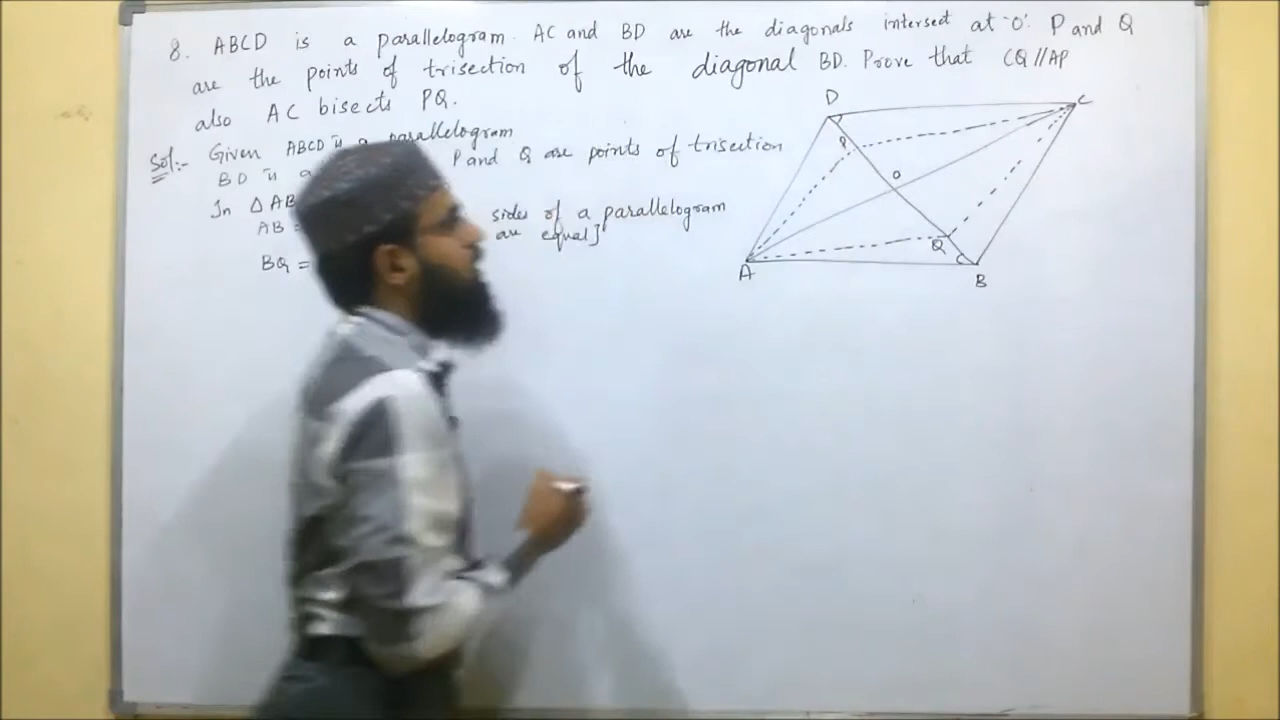 8. ABCD is a parallelogram. AC and BD are the diagonals intersect at 'O'. P and Q
are the points of trisection of the diagonal BD. Prove that CQ//AP
also AC bisects PQ.
Sol:- Given ABCD is a parallelogram
BD is a P and Q are points of trisection
In △ AB
AB = sides of a parallelogram
are equal]
BQ =
D
C
P
O
Q
A
B